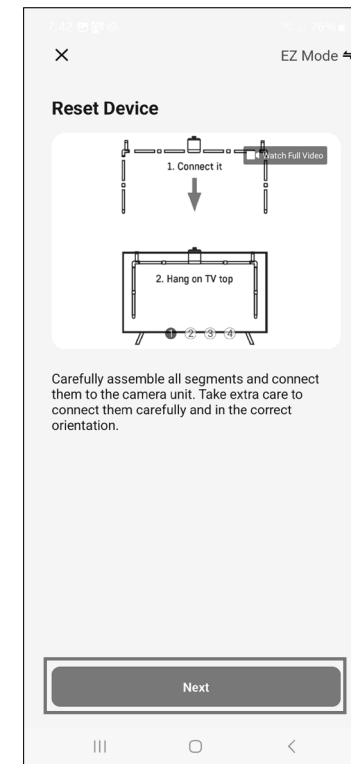 7:42
76%
EZ Mode
Reset Device
Watch Full Video
1. Connect it
2. Hang on TV top
1 2 3 4
Carefully assemble all segments and connect
them to the camera unit. Take extra care to
connect them carefully and in the correct
orientation.
Next